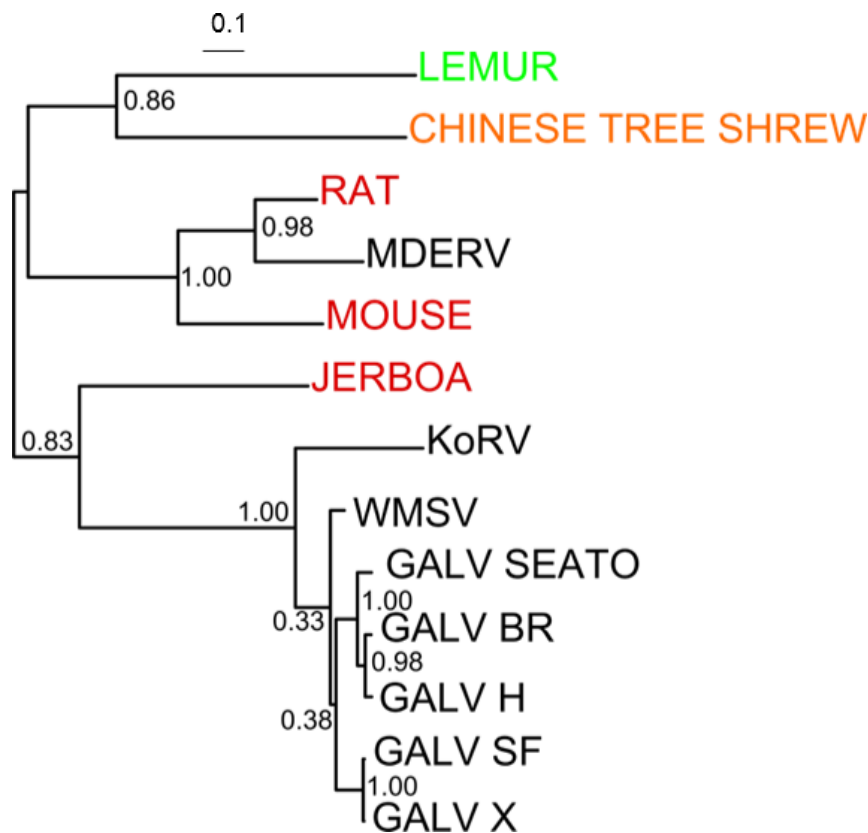 0.1
LEMUR
0.86
CHINESE TREE SHREW
RAT
0.98
MDERV
1.00
MOUSE
JERBOA
0.83
KoRV
1.00
WMSV
GALV SEATO
1.00
0.33
GALV BR
0.98
GALV H
0.38
GALV SF
1.00
GALV X